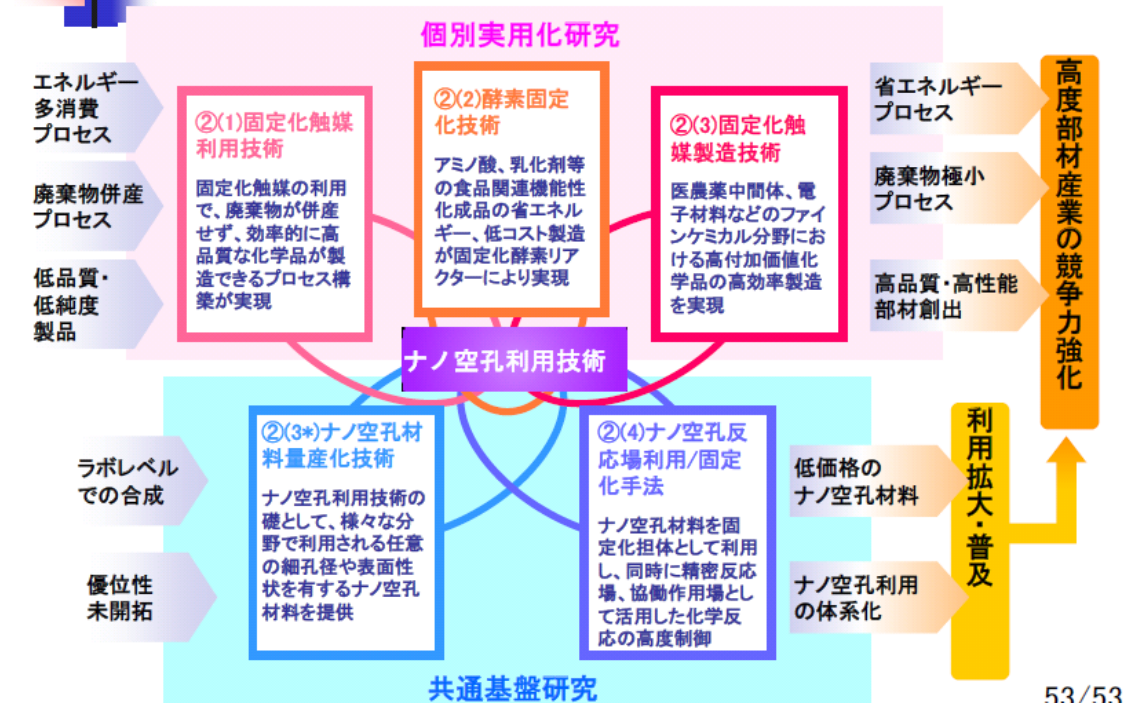 個別実用化研究
エネルギー
多消費
プロセス
廃棄物併産
プロセス
低品質・
低純度
製品
②(1)固定化触媒
利用技術
固定化触媒の利用
で、廃棄物が併産
せず、効率的に高
品質な化学品が製
造できるプロセス構
築が実現
②(2)酵素固定
化技術
アミノ酸、乳化剤等
の食品関連機能性
化成品の省エネル
ギー、低コスト製造
が固定化酵素リア
クターにより実現
②(3)固定化触
媒製造技術
医農薬中間体、電
子材料などのファイ
ンケミカル分野にお
ける高付加価値化
学品の高効率製造
を実現
省エネルギー
プロセス
廃棄物極小
プロセス
高品質・高性能
部材創出
高度部材産業の競争力強化
ナノ空孔利用技術
ラボレベル
での合成
優位性
未開拓
②(3*)ナノ空孔材
料量産化技術
ナノ空孔利用技術の
礎として、様々な分
野で利用される任意
の細孔径や表面性
状を有するナノ空孔
材料を提供
②(4)ナノ空孔反
応場利用/固定
化手法
ナノ空孔材料を固
定化担体として利用
し、同時に精密反応
場、協働作用場とし
て活用した化学反
応の高度制御
低価格の
ナノ空孔材料
ナノ空孔利用
の体系化
利用拡大・普及
共通基盤研究
53/53